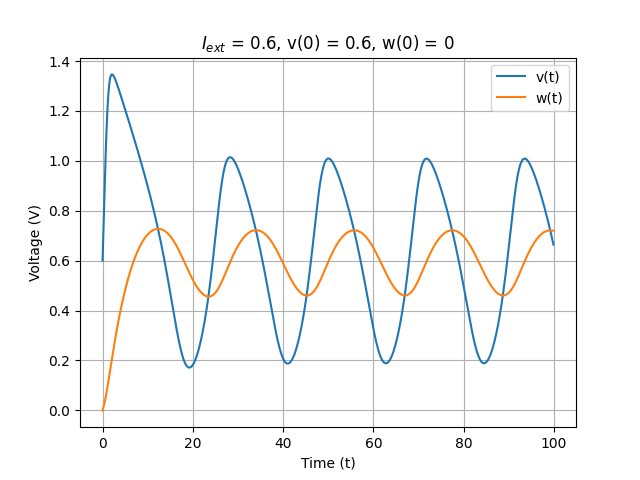 I_ext = 0.6, v(0) = 0.6, w(0) = 0
v(t)
w(t)
Voltage (V)
1.4
1.2
1.0
0.8
0.6
0.4
0.2
0.0
0 20 40 60 80 100
Time (t)